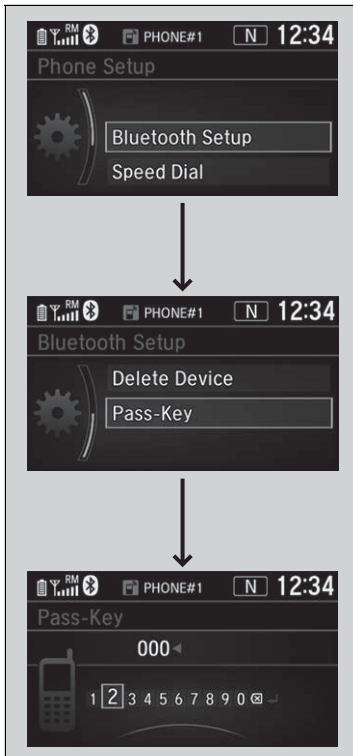 RM PHONE#1 N 12:34
Phone Setup
Bluetooth Setup
Speed Dial
RM PHONE#1 N 12:34
Bluetooth Setup
Delete Device
Pass-Key
RM PHONE#1 N 12:34
Pass-Key
000
1 2 3 4 5 6 7 8 9 0